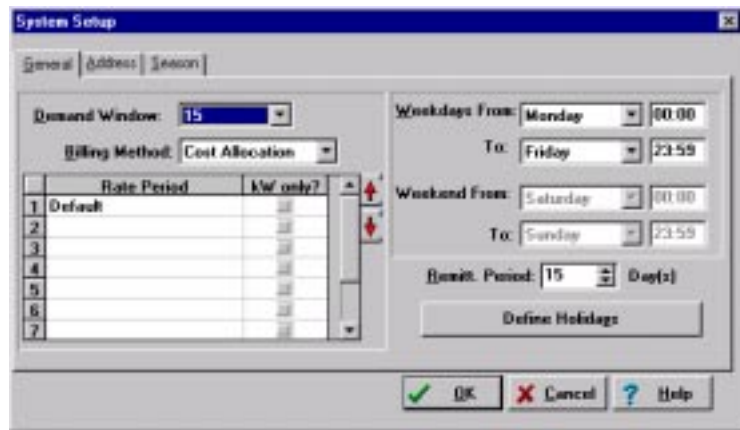 System Setup
General Address Season
Demand Window: 15
Billing Method: Cost Allocation
Rate Period kW only?
1 Default
2
3
4
5
6
7
Weekdays From: Monday 00:00
To: Friday 23:59
Weekend From: Saturday 00:00
To: Sunday 23:59
Remitt. Period: 15 Day(s)
Define Holidays
OK Cancel ? Help